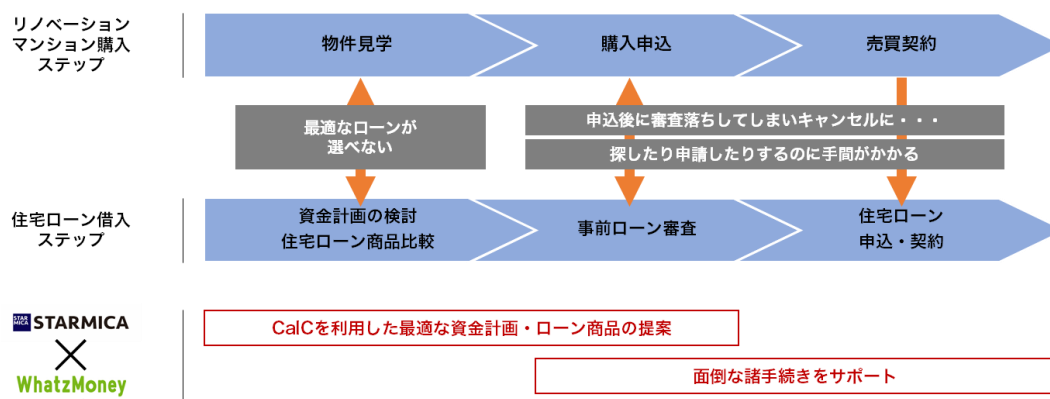 リノベーション
マンション購入
ステップ
物件見学
購入申込
売買契約
最適なローンが
選べない
申込後に審査落ちしてしまいキャンセルに・・・
探したり申請したりするのに手間がかかる
住宅ローン借入
ステップ
資金計画の検討
住宅ローン商品比較
事前ローン審査
住宅ローン
申込・契約
STAR
MICA
STARMICA
WhatzMoney
CalCを利用した最適な資金計画・ローン商品の提案
面倒な諸手続きをサポート